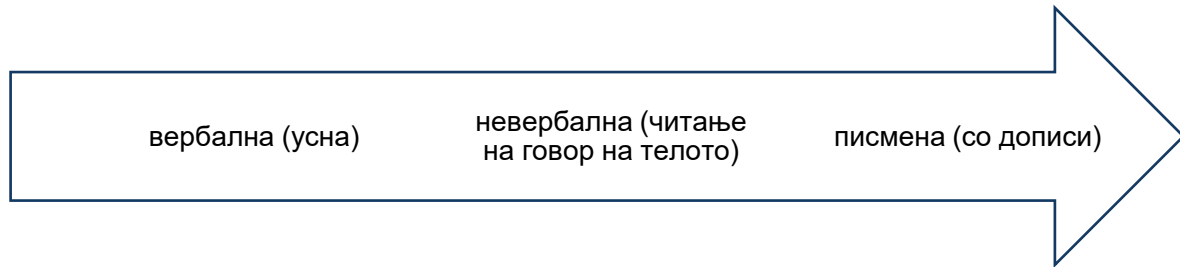 вербална (усна)
невербална (читање
на говор на телото)
писмена (со дописи)